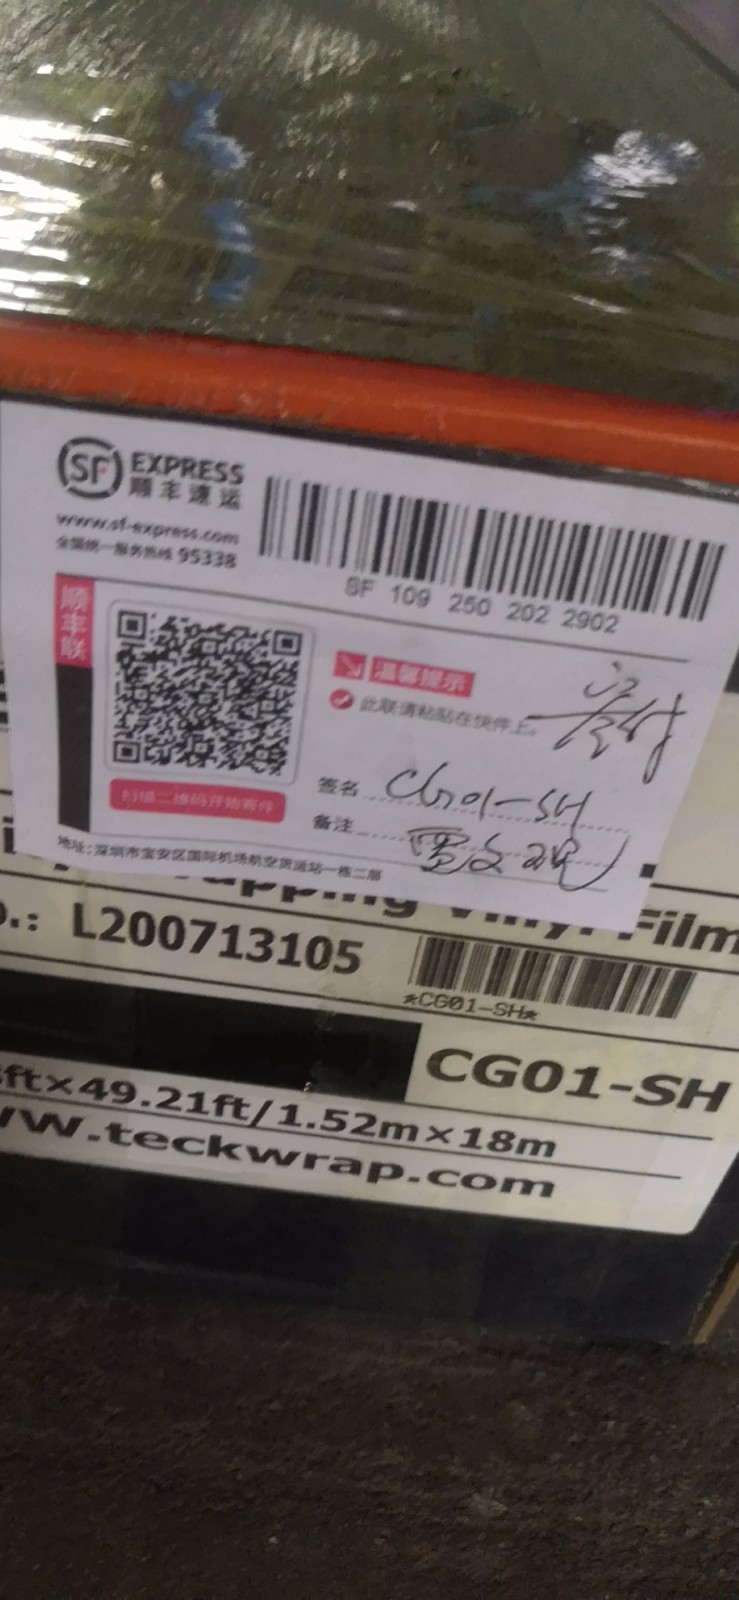 SF EXPRESS
顺丰速运
www.sf-express.com
全国统一服务热线 95338
SF 109 250 202 2902
顺丰联
温馨提示
此联请粘贴在快件上。
扫描二维码开始寄件
签名 CG01-SH
备注
地址:深圳市宝安区国际机场航空货运站一栋二层
Vinyl Film
.: L200713105
*CG01-SH*
CG01-SH
ft×49.21ft/1.52m×18m
.teckwrap.com